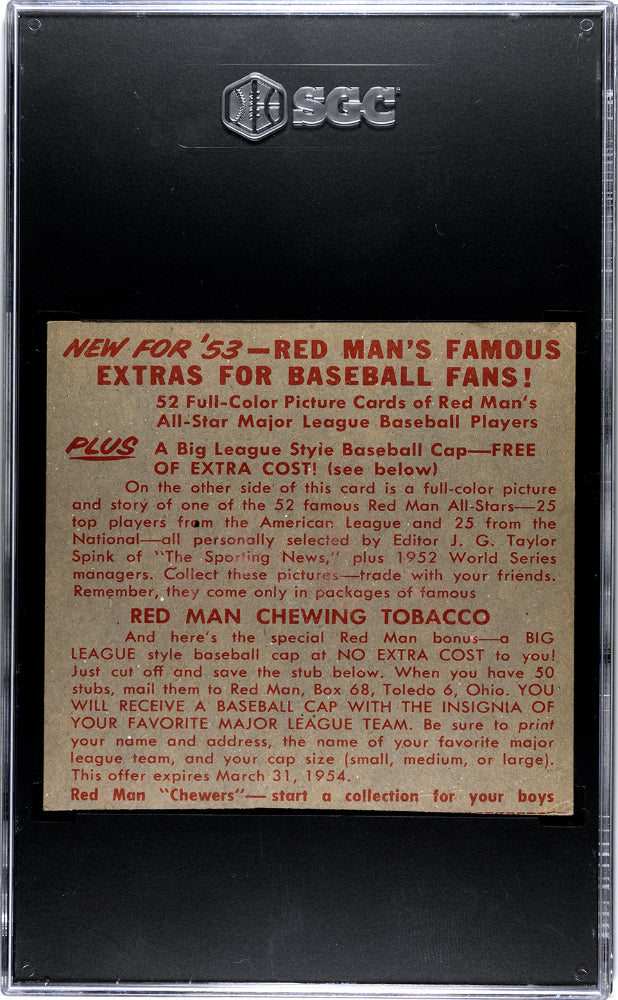 SGC
NEW FOR '53—RED MAN'S FAMOUS
EXTRAS FOR BASEBALL FANS!
52 Full-Color Picture Cards of Red Man's
All-Star Major League Baseball Players
PLUS A Big League Style Baseball Cap—FREE
OF EXTRA COST! (see below)
On the other side of this card is a full-color picture
and story of one of the 52 famous Red Man All-Stars—25
top players from the American League and 25 from the
National—all personally selected by Editor J. G. Taylor
Spink of "The Sporting News," plus 1952 World Series
managers. Collect these pictures—trade with your friends.
Remember, they come only in packages of famous
RED MAN CHEWING TOBACCO
And here's the special Red Man bonus—a BIG
LEAGUE style baseball cap at NO EXTRA COST to you!
Just cut off and save the stub below. When you have 50
stubs, mail them to Red Man, Box 68, Toledo 6, Ohio. YOU
WILL RECEIVE A BASEBALL CAP WITH THE INSIGNIA OF
YOUR FAVORITE MAJOR LEAGUE TEAM. Be sure to print
your name and address, the name of your favorite major
league team, and your cap size (small, medium, or large).
This offer expires March 31, 1954.
Red Man "Chewers"—start a collection for your boys